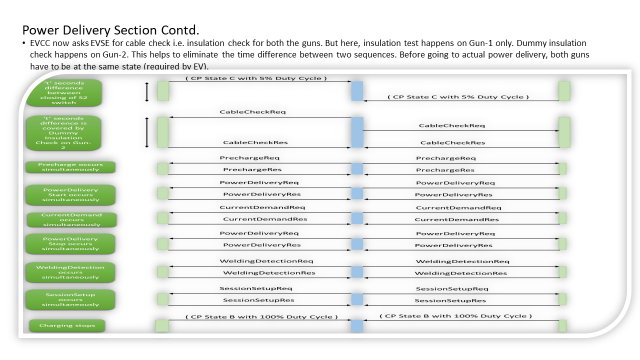 Power Delivery Section Contd.
• EVCC now asks EVSE for cable check i.e. insulation check for both the guns. But here, insulation test happens on Gun-1 only. Dummy insulation
check happens on Gun-2. This helps to eliminate the time difference between two sequences. Before going to actual power delivery, both guns
have to be at the same state (required by EV).
't' seconds
difference
between
closing of S2
switch
( CP State C with 5% Duty Cycle )
( CP State C with 5% Duty Cycle )
't' seconds
difference is
covered by
Dummy
Insulation
Check on Gun-
2
CableCheckReq
CableCheckReq
CableCheckRes
CableCheckRes
Precharge occurs
simultaneously
PrechargeReq
PrechargeReq
PrechargeRes
PrechargeRes
PowerDelivery
Start occurs
simultaneously
PowerDeliveryReq
PowerDeliveryReq
PowerDeliveryRes
PowerDeliveryRes
CurrentDemand
occurs
simultaneously
CurrentDemandReq
CurrentDemandReq
CurrentDemandRes
CurrentDemandRes
PowerDelivery
Stop occurs
simultaneously
PowerDeliveryReq
PowerDeliveryReq
PowerDeliveryRes
PowerDeliveryRes
WeldingDetection
occurs
simultaneously
WeldingDetectionReq
WeldingDetectionReq
WeldingDetectionRes
WeldingDetectionRes
SessionSetup
occurs
simultaneously
SessionSetupReq
SessionSetupReq
SessionSetupRes
SessionSetupRes
Charging stops
( CP State B with 100% Duty Cycle )
( CP State B with 100% Duty Cycle )